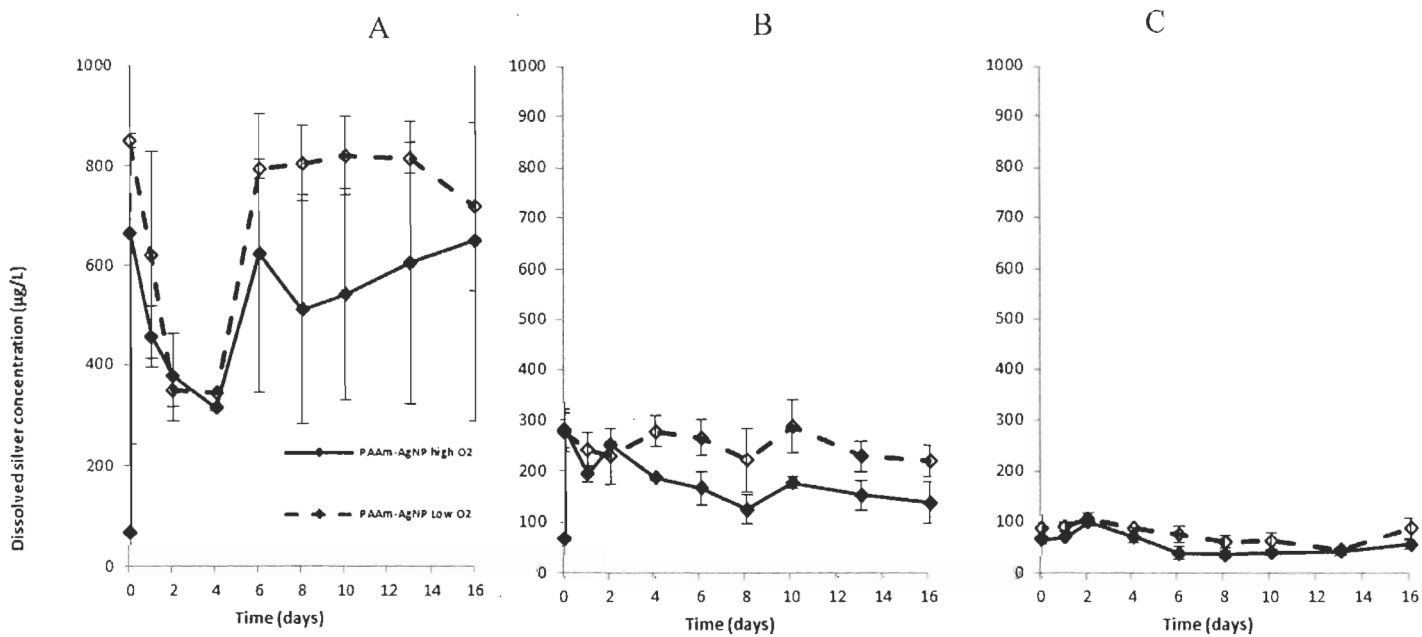 A
B
C
Dissolved silver concentration (µg/L)
1000
800
600
400
200
0
PAAm-AgNP high O2
PAAm-AgNP Low O2
0 2 4 6 8 10 12 14 16
Time (days)
1000
900
800
700
600
500
400
300
200
100
0
0 2 4 6 8 10 12 14 16
Time (days)
1000
900
800
700
600
500
400
300
200
100
0
0 2 4 6 8 10 12 14 16
Time (days)